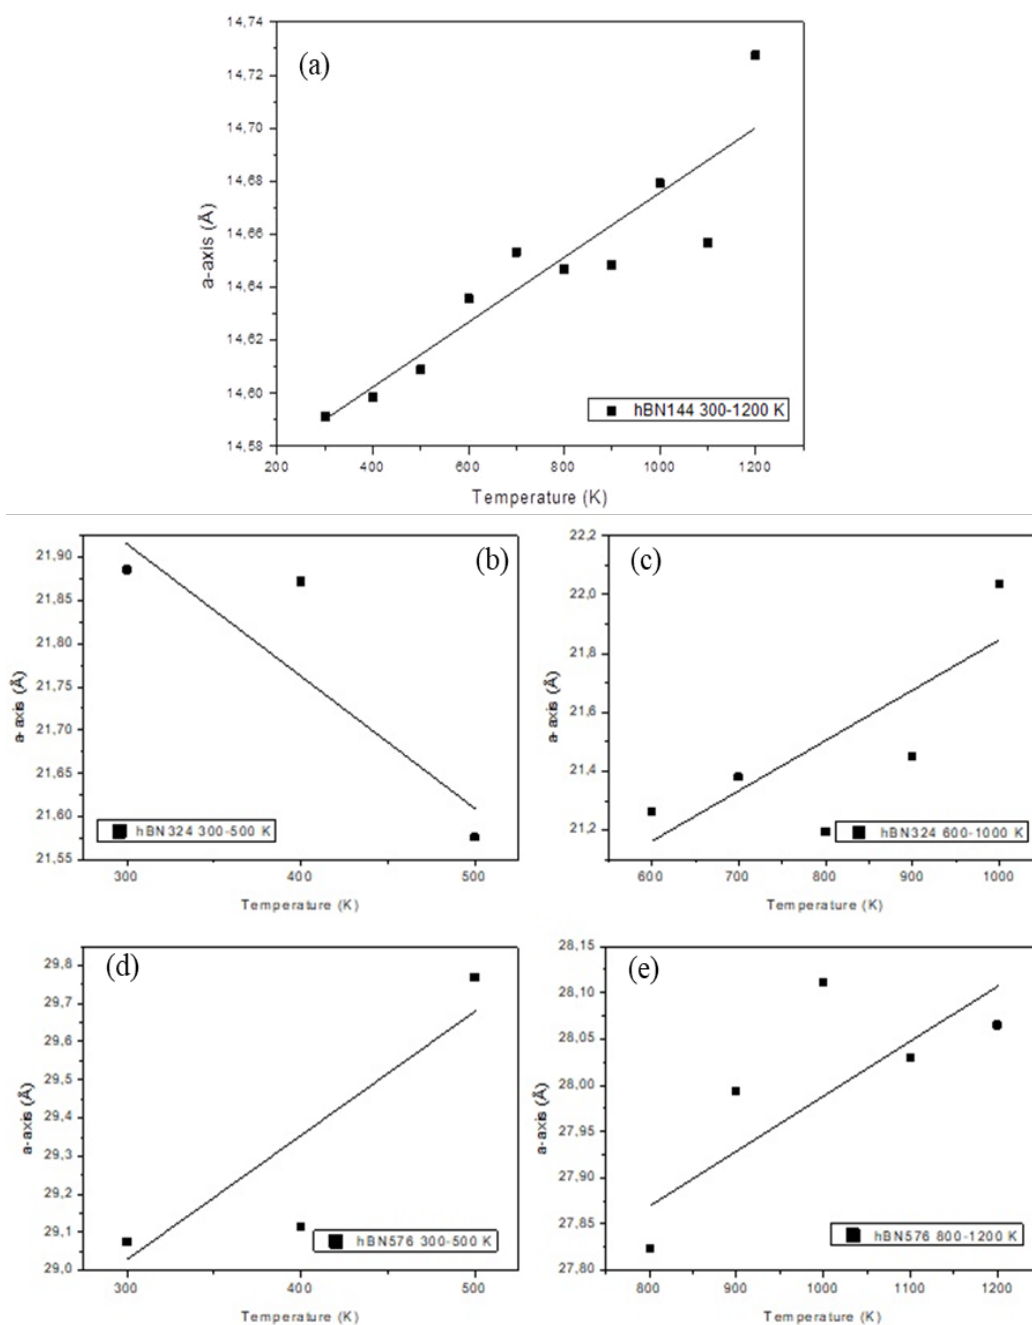 (a)
14,74
14,72
14,70
14,68
14,66
14,64
14,62
14,60
14,58
a-axis (Å)
200 400 600 800 1000 1200
Temperature (K)
hBN144 300-1200 K
(b)
21,90
21,85
21,80
21,75
21,70
21,65
21,60
21,55
a-axis (Å)
300 400 500
Temperature (K)
hBN324 300-500 K
(c)
22,2
22,0
21,8
21,6
21,4
21,2
a-axis (Å)
600 700 800 900 1000
Temperature (K)
hBN324 600-1000 K
(d)
29,8
29,7
29,6
29,5
29,4
29,3
29,2
29,1
29,0
a-axis (Å)
300 400 500
Temperature (K)
hBN576 300-500 K
(e)
28,15
28,10
28,05
28,00
27,95
27,90
27,85
27,80
a-axis (Å)
800 900 1000 1100 1200
Temperature (K)
hBN576 800-1200 K